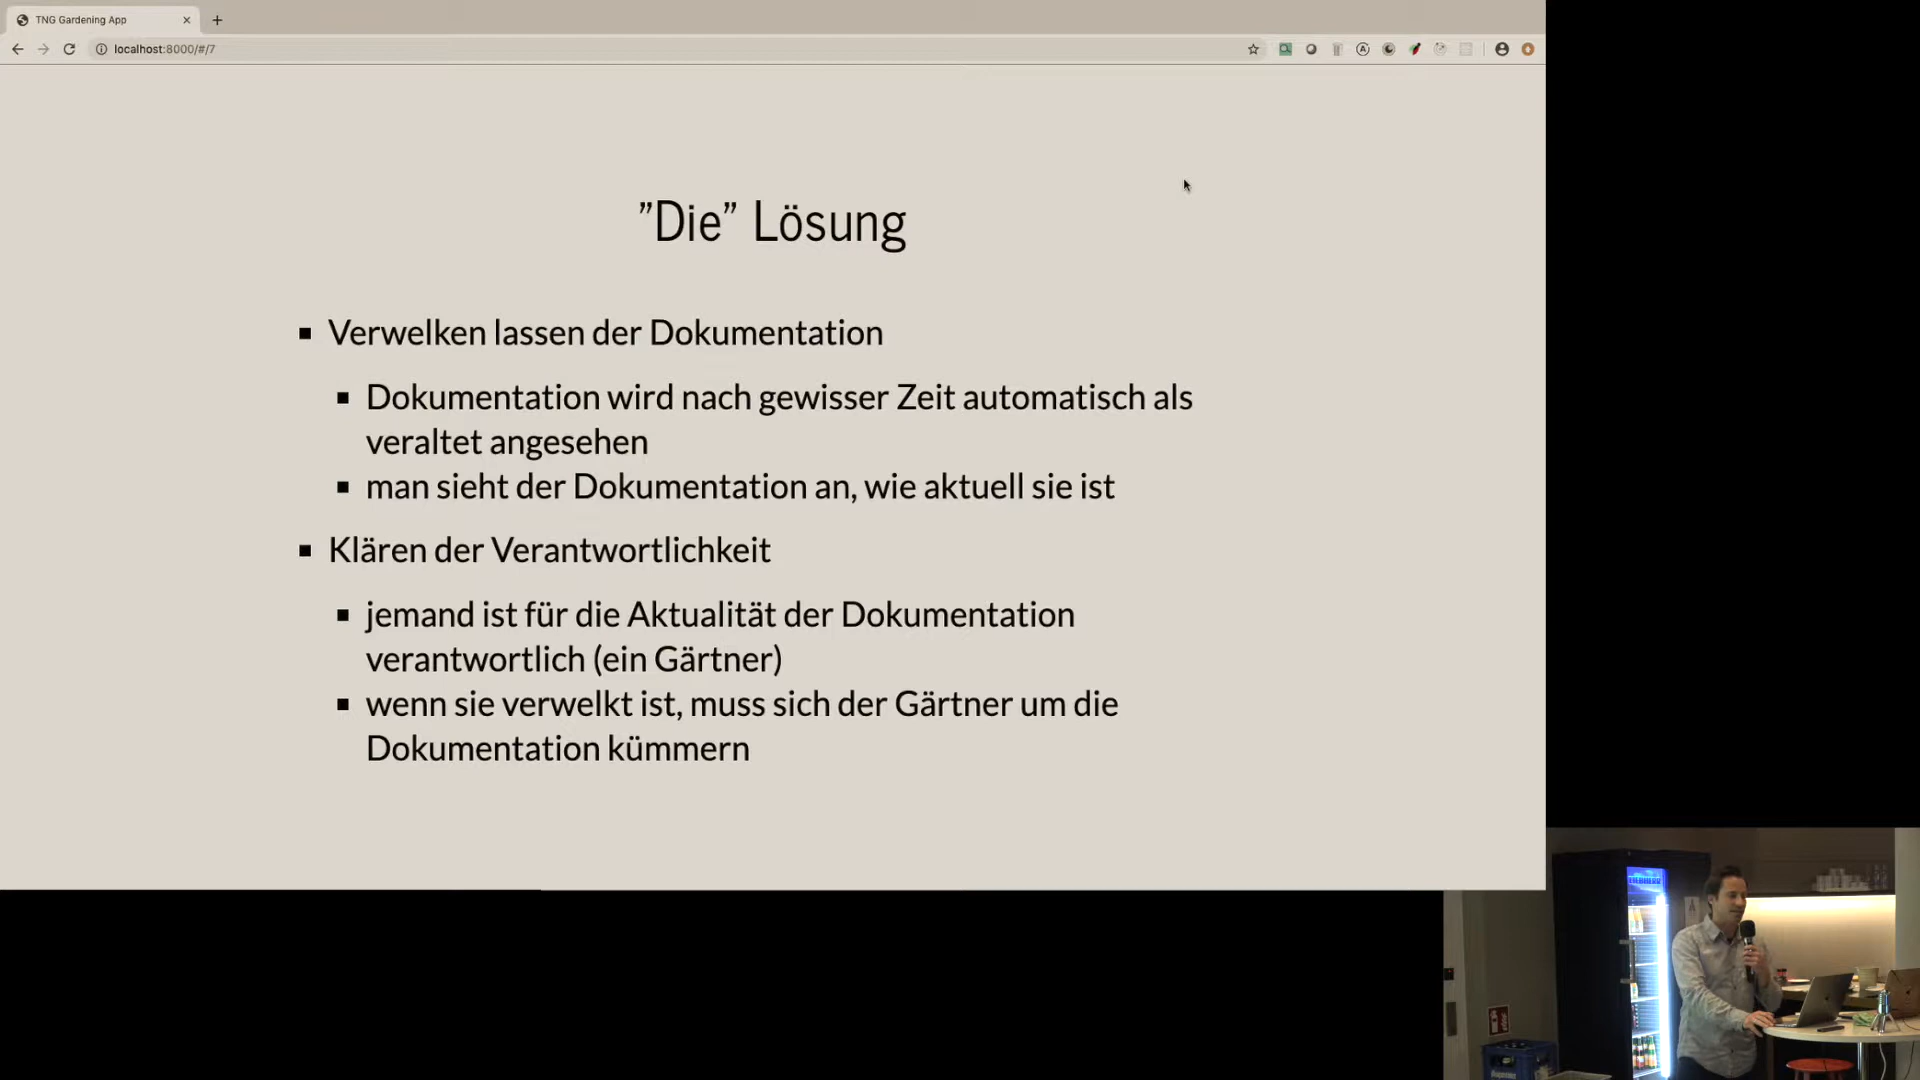 TNG Gardening App
localhost:8000/#/7
”Die” Lösung
Verwelken lassen der Dokumentation
Dokumentation wird nach gewisser Zeit automatisch als
veraltet angesehen
man sieht der Dokumentation an, wie aktuell sie ist
Klären der Verantwortlichkeit
jemand ist für die Aktualität der Dokumentation
verantwortlich (ein Gärtner)
wenn sie verwelkt ist, muss sich der Gärtner um die
Dokumentation kümmern
LIEBHERR